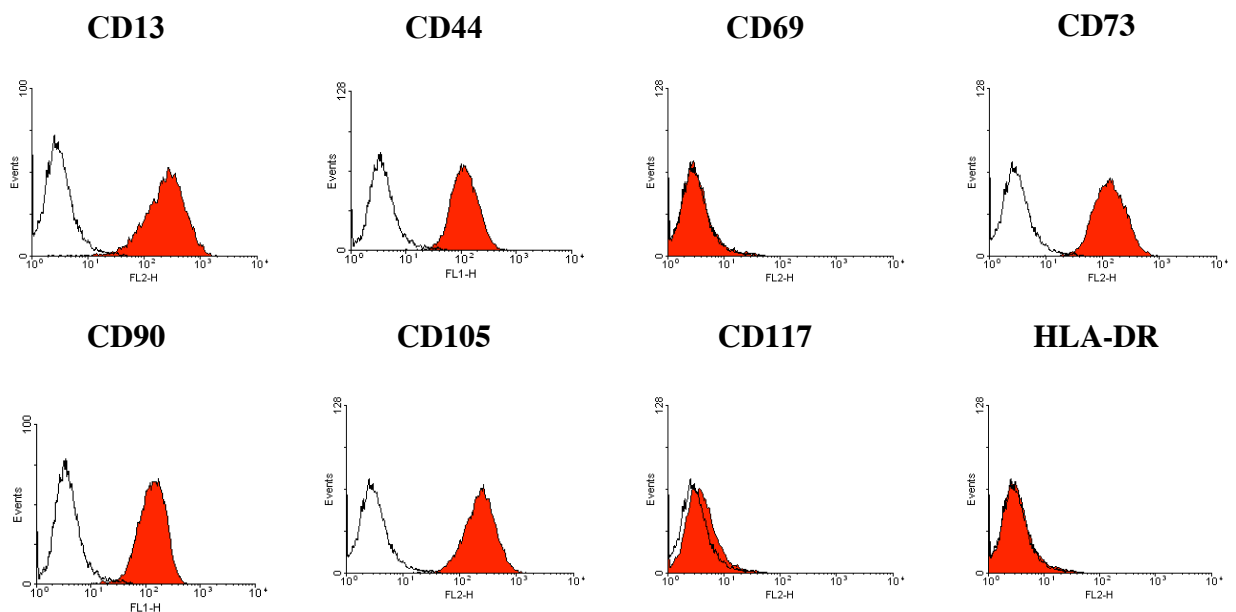 CD13 CD44 CD69 CD73
100 128 128 128
Events Events Events Events
0 0 0 0
10⁰ 10¹ 10² 10³ 10⁴ 10⁰ 10¹ 10² 10³ 10⁴ 10⁰ 10¹ 10² 10³ 10⁴ 10⁰ 10¹ 10² 10³ 10⁴
FL2-H FL1-H FL2-H FL2-H
CD90 CD105 CD117 HLA-DR
100 128 128 128
Events Events Events Events
0 0 0 0
10⁰ 10¹ 10² 10³ 10⁴ 10⁰ 10¹ 10² 10³ 10⁴ 10⁰ 10¹ 10² 10³ 10⁴ 10⁰ 10¹ 10² 10³ 10⁴
FL1-H FL2-H FL2-H FL2-H